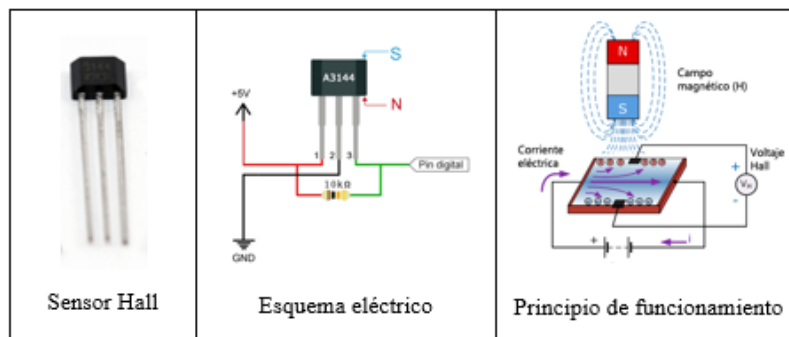 Sensor Hall
+5V
A3144
S
N
1
2
3
Pin digital
10kΩ
GND
Esquema eléctrico
N
S
Campo
magnético (H)
Corriente
eléctrica
Voltaje
Hall
+
-
+
-
i
Principio de funcionamiento